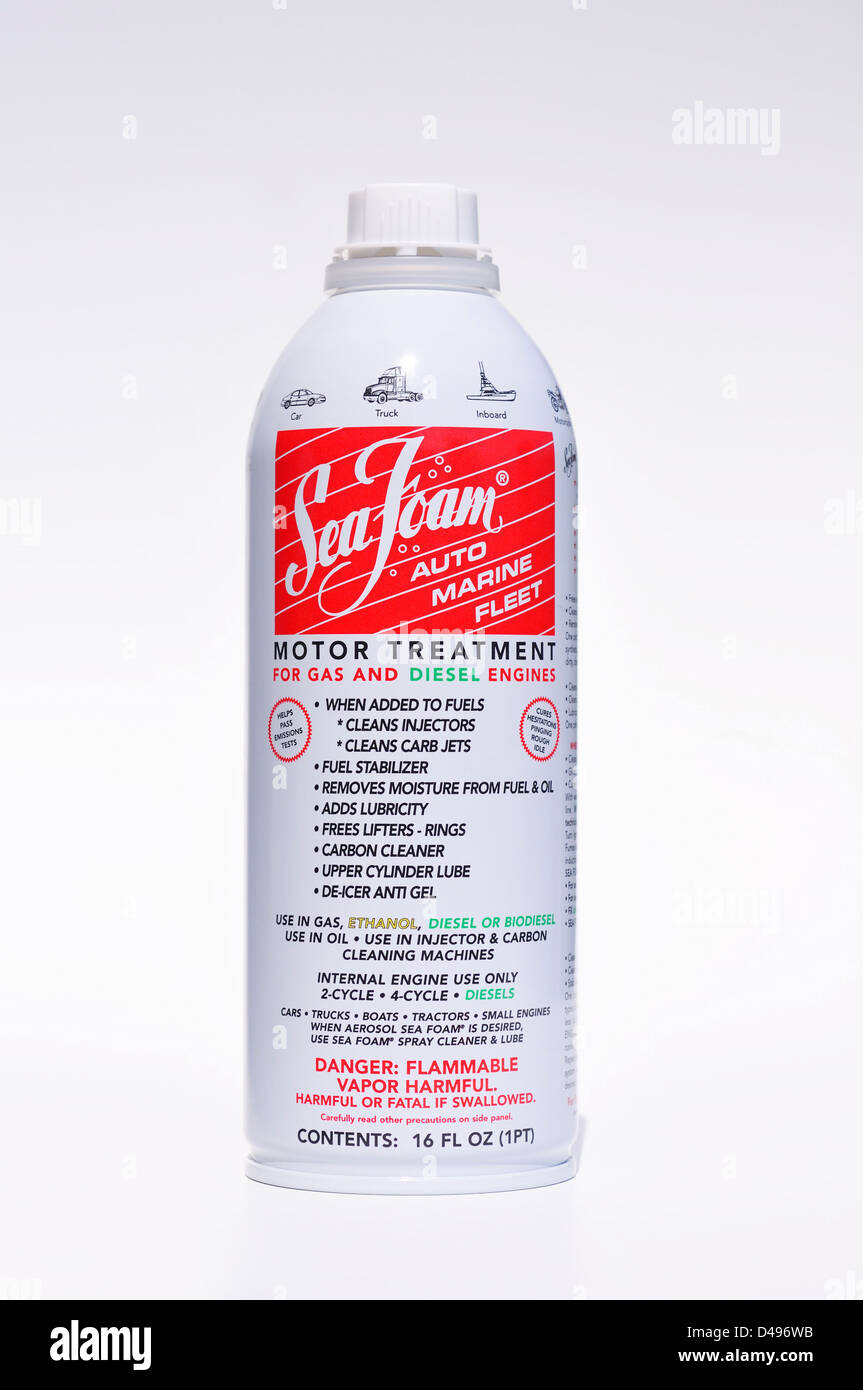 alamy
Car
Truck
Inboard
Sea Foam®
AUTO
MARINE
FLEET
MOTOR TREATMENT
FOR GAS AND DIESEL ENGINES
HELPS
PASS
EMISSIONS
TESTS
CURES
HESITATIONS
PINGING
ROUGH
IDLE
• WHEN ADDED TO FUELS
* CLEANS INJECTORS
* CLEANS CARB JETS
• FUEL STABILIZER
• REMOVES MOISTURE FROM FUEL & OIL
• ADDS LUBRICITY
• FREES LIFTERS - RINGS
• CARBON CLEANER
• UPPER CYLINDER LUBE
• DE-ICER ANTI GEL
USE IN GAS, ETHANOL, DIESEL OR BIODIESEL
USE IN OIL • USE IN INJECTOR & CARBON
CLEANING MACHINES
INTERNAL ENGINE USE ONLY
2-CYCLE • 4-CYCLE • DIESELS
CARS • TRUCKS • BOATS • TRACTORS • SMALL ENGINES
WHEN AEROSOL SEA FOAM® IS DESIRED,
USE SEA FOAM® SPRAY CLEANER & LUBE
DANGER: FLAMMABLE
VAPOR HARMFUL.
HARMFUL OR FATAL IF SWALLOWED.
Carefully read other precautions on side panel.
CONTENTS: 16 FL OZ (1PT)
alamy
Image ID: D496WB
www.alamy.com